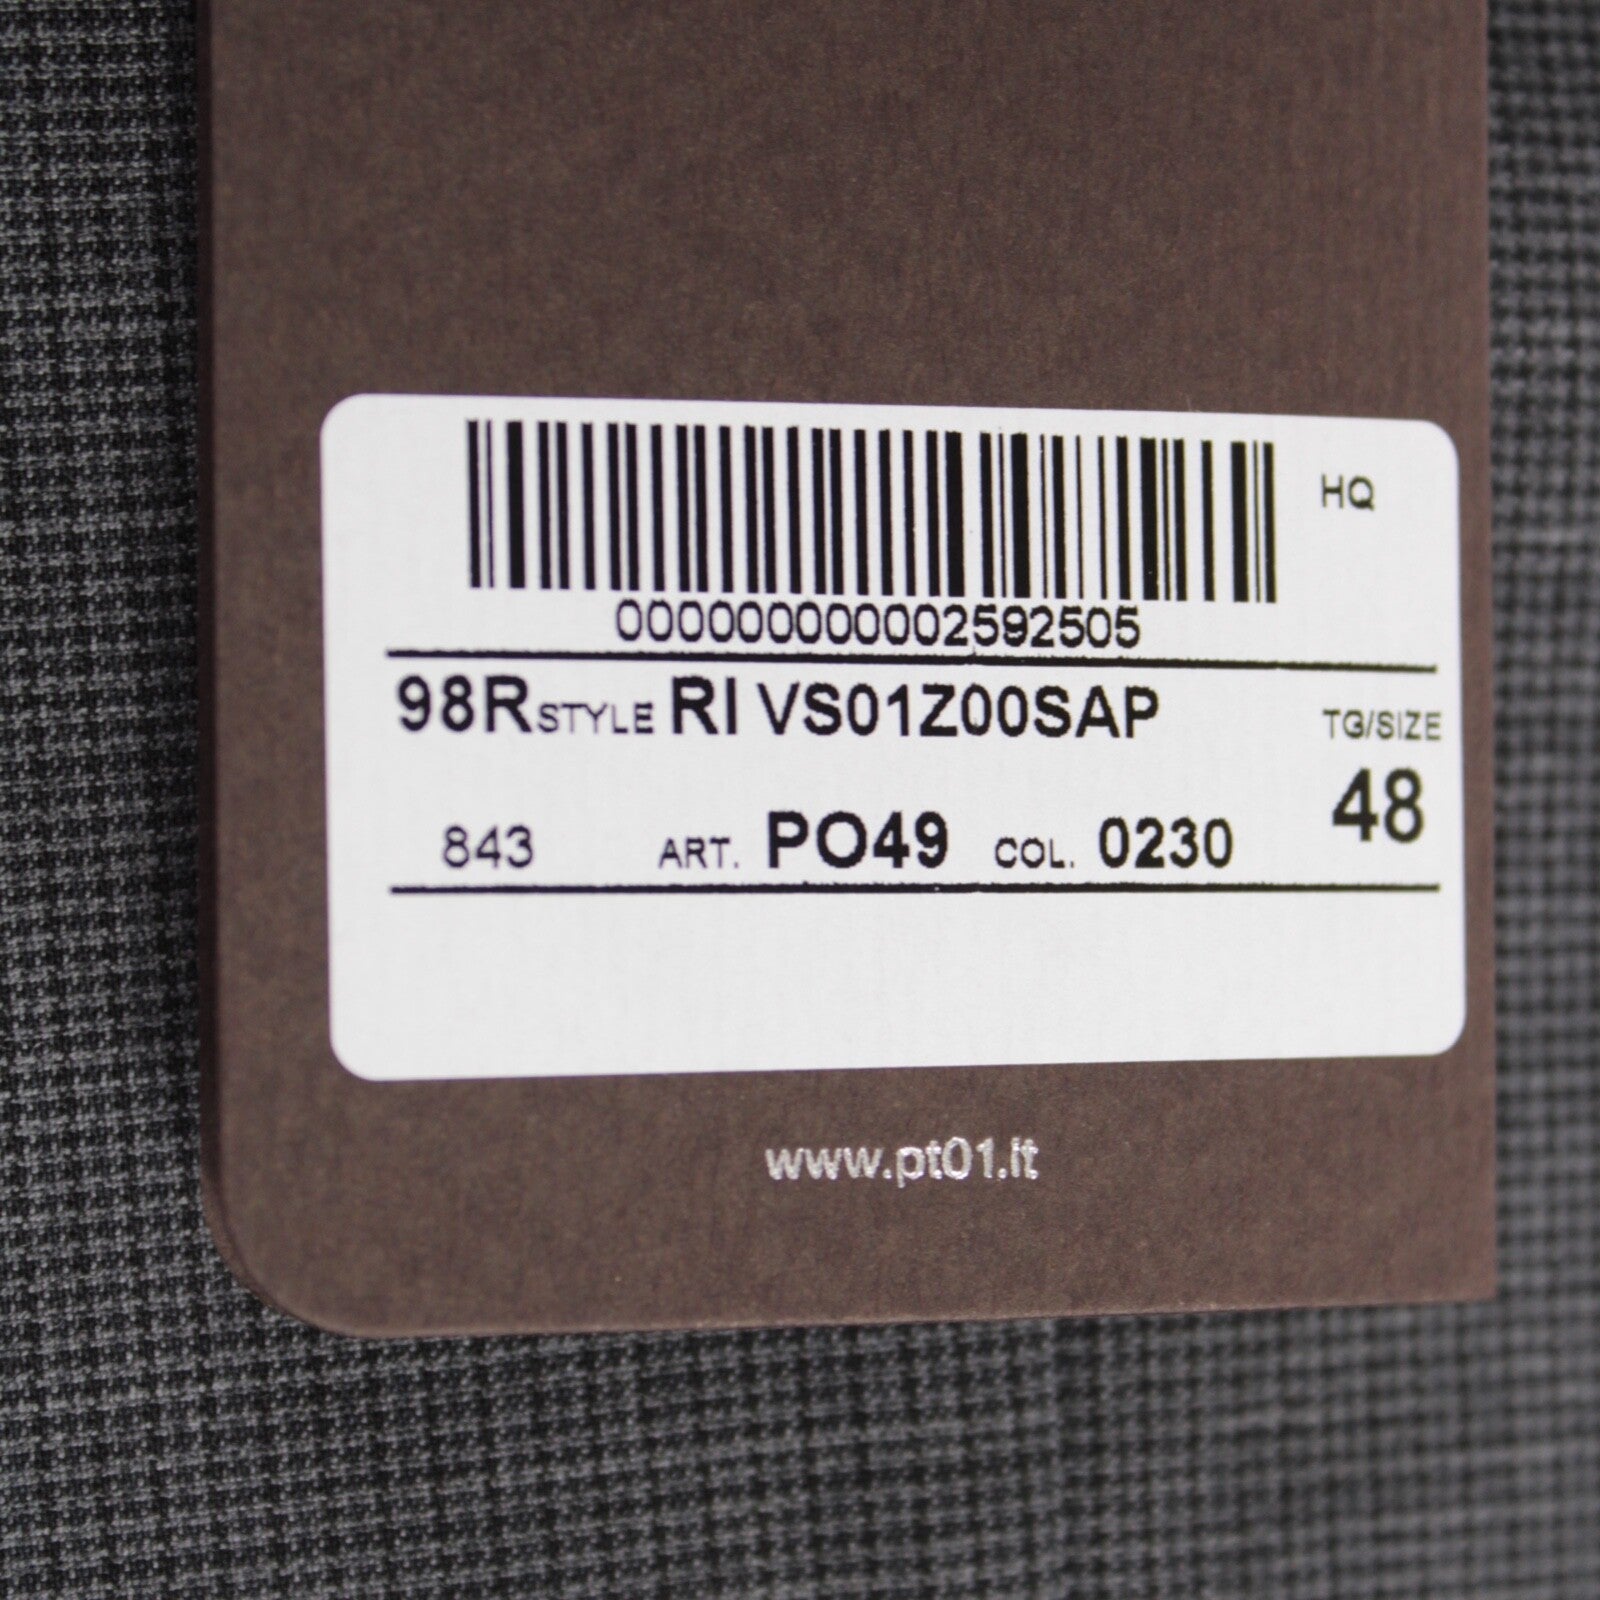 HQ
000000000002592505
98R STYLE RI VS01Z00SAP TG/SIZE
48
843 ART. PO49 COL. 0230
www.pt01.it